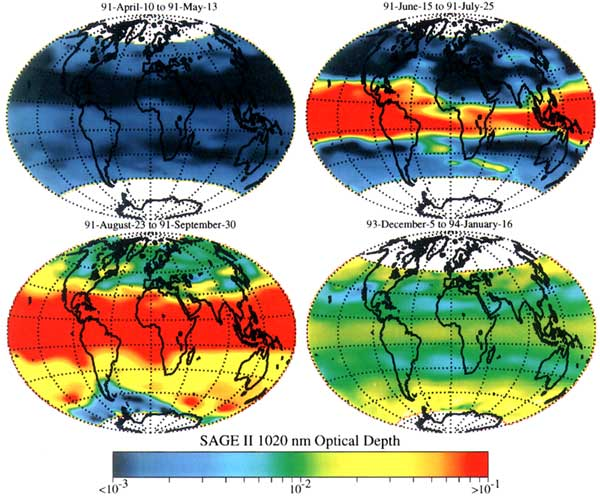 91-April-10 to 91-May-13
91-June-15 to 91-July-25
91-August-23 to 91-September-30
93-December-5 to 94-January-16
SAGE II 1020 nm Optical Depth
<10⁻³
10⁻²
>10⁻¹